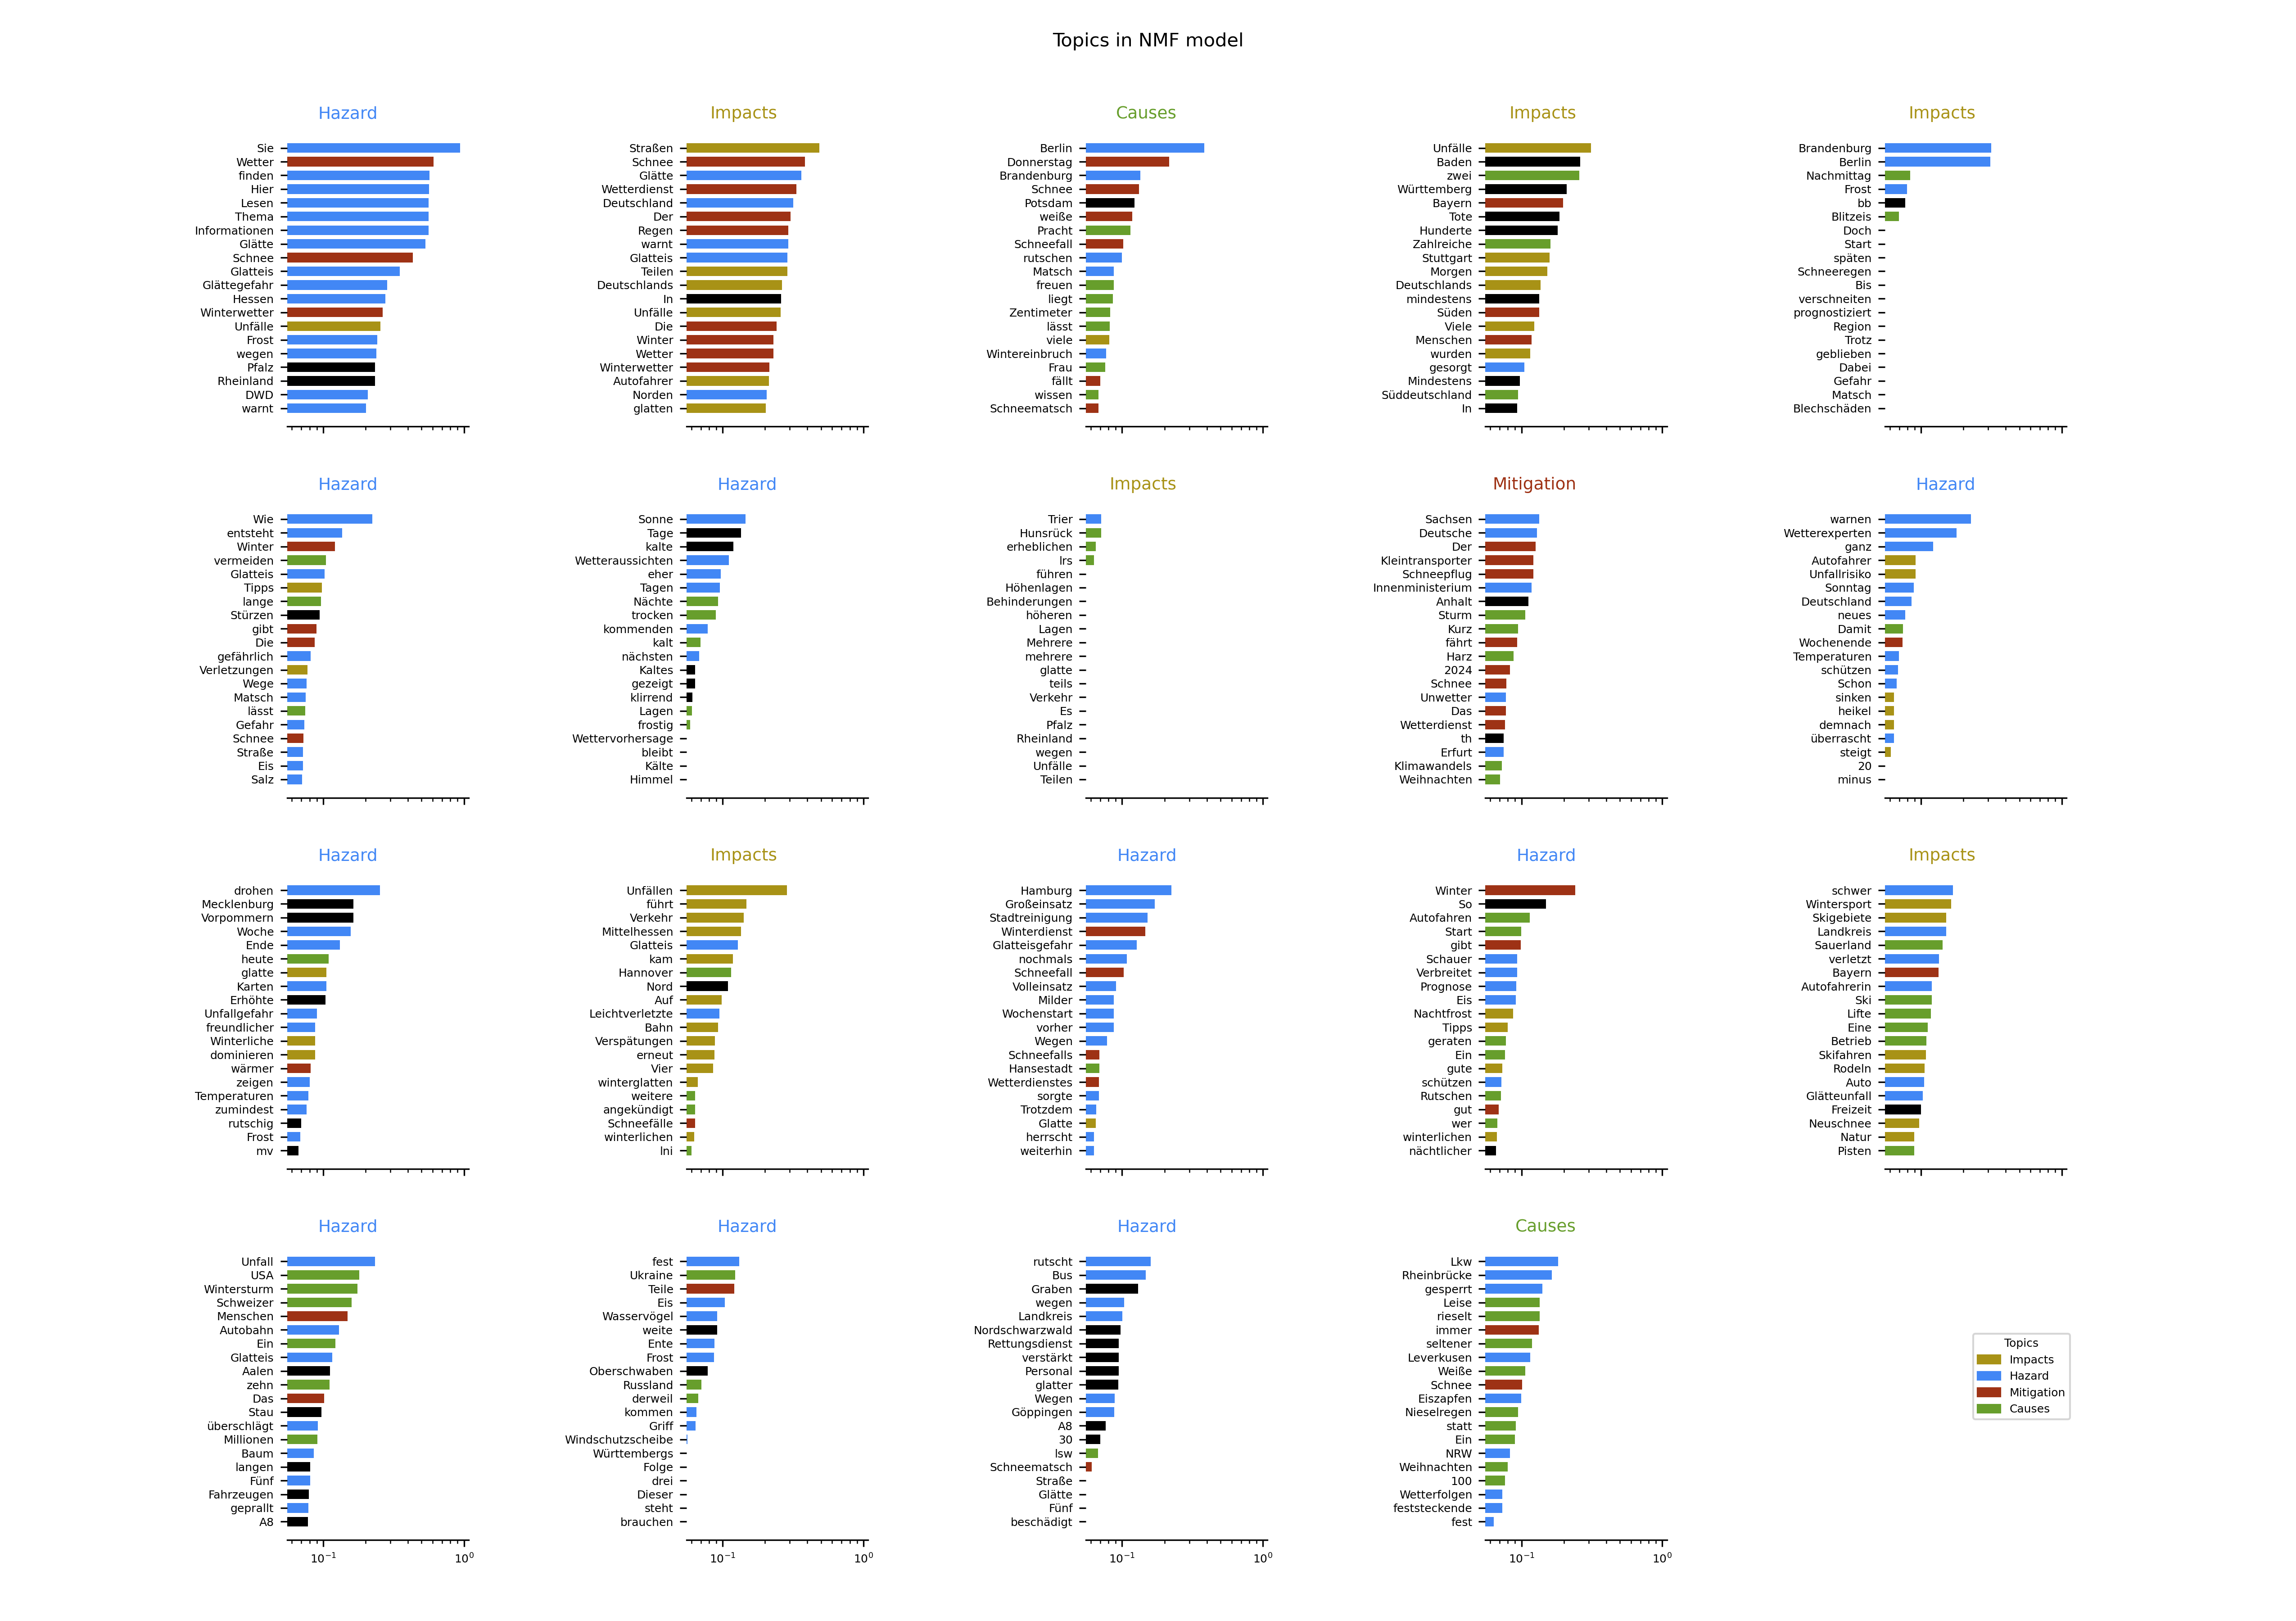 Topics in NMF model
Hazard
Sie
Wetter
finden
Hier
Lesen
Thema
Informationen
Glätte
Schnee
Glatteis
Glättegefahr
Hessen
Winterwetter
Unfälle
Frost
wegen
Pfalz
Rheinland
DWD
warnt
Impacts
Straßen
Schnee
Glätte
Wetterdienst
Deutschland
Der
Regen
warnt
Glatteis
Teilen
Deutschlands
In
Unfälle
Die
Winter
Wetter
Winterwetter
Autofahrer
Norden
glatten
Causes
Berlin
Donnerstag
Brandenburg
Schnee
Potsdam
weiße
Pracht
Schneefall
rutschen
Matsch
freuen
liegt
Zentimeter
lässt
viele
Wintereinbruch
Frau
fällt
wissen
Schneematsch
Impacts
Unfälle
Baden
zwei
Württemberg
Bayern
Tote
Hunderte
Zahlreiche
Stuttgart
Morgen
Deutschlands
mindestens
Süden
Viele
Menschen
wurden
gesorgt
Mindestens
Süddeutschland
In
Impacts
Brandenburg
Berlin
Nachmittag
Frost
bb
Blitzeis
Doch
Start
späten
Schneeregen
Bis
verschneiten
prognostiziert
Region
Trotz
geblieben
Dabei
Gefahr
Matsch
Blechschäden
Hazard
Wie
entsteht
Winter
vermeiden
Glatteis
Tipps
lange
Stürzen
gibt
Die
gefährlich
Verletzungen
Wege
Matsch
lässt
Gefahr
Schnee
Straße
Eis
Salz
Hazard
Sonne
Tage
kalte
Wetteraussichten
eher
Tagen
Nächte
trocken
kommenden
kalt
nächsten
Kaltes
gezeigt
klirrend
Lagen
frostig
Wettervorhersage
bleibt
Kälte
Himmel
Impacts
Trier
Hunsrück
erheblichen
lrs
führen
Höhenlagen
Behinderungen
höheren
Lagen
Mehrere
mehrere
glatte
teils
Verkehr
Es
Pfalz
Rheinland
wegen
Unfälle
Teilen
Mitigation
Sachsen
Deutsche
Der
Kleintransporter
Schneepflug
Innenministerium
Anhalt
Sturm
Kurz
fährt
Harz
2024
Schnee
Unwetter
Das
Wetterdienst
th
Erfurt
Klimawandels
Weihnachten
Hazard
warnen
Wetterexperten
ganz
Autofahrer
Unfallrisiko
Sonntag
Deutschland
neues
Damit
Wochenende
Temperaturen
schützen
Schon
sinken
heikel
demnach
überrascht
steigt
20
minus
Hazard
drohen
Mecklenburg
Vorpommern
Woche
Ende
heute
glatte
Karten
Erhöhte
Unfallgefahr
freundlicher
Winterliche
dominieren
wärmer
zeigen
Temperaturen
zumindest
rutschig
Frost
mv
Impacts
Unfällen
führt
Verkehr
Mittelhessen
Glatteis
kam
Hannover
Nord
Auf
Leichtverletzte
Bahn
Verspätungen
erneut
Vier
winterglatten
weitere
angekündigt
Schneefälle
winterlichen
lni
Hazard
Hamburg
Großeinsatz
Stadtreinigung
Winterdienst
Glatteisgefahr
nochmals
Schneefall
Volleinsatz
Milder
Wochenstart
vorher
Wegen
Schneefalls
Hansestadt
Wetterdienstes
sorgte
Trotzdem
Glatte
herrscht
weiterhin
Hazard
Winter
So
Autofahren
Start
gibt
Schauer
Verbreitet
Prognose
Eis
Nachtfrost
Tipps
geraten
Ein
gute
schützen
Rutschen
gut
wer
winterlichen
nächtlicher
Impacts
schwer
Wintersport
Skigebiete
Landkreis
Sauerland
verletzt
Bayern
Autofahrerin
Ski
Lifte
Eine
Betrieb
Skifahren
Rodeln
Auto
Glätteunfall
Freizeit
Neuschnee
Natur
Pisten
Hazard
Unfall
USA
Wintersturm
Schweizer
Menschen
Autobahn
Ein
Glatteis
Aalen
zehn
Das
Stau
überschlägt
Millionen
Baum
langen
Fünf
Fahrzeugen
geprallt
A8
10⁻¹ 10⁰
Hazard
fest
Ukraine
Teile
Eis
Wasservögel
weite
Ente
Frost
Oberschwaben
Russland
derweil
kommen
Griff
Windschutzscheibe
Württembergs
Folge
drei
Dieser
steht
brauchen
10⁻¹ 10⁰
Hazard
rutscht
Bus
Graben
wegen
Landkreis
Nordschwarzwald
Rettungsdienst
verstärkt
Personal
glatter
Wegen
Göppingen
A8
30
lsw
Schneematsch
Straße
Glätte
Fünf
beschädigt
10⁻¹ 10⁰
Causes
Lkw
Rheinbrücke
gesperrt
Leise
rieselt
immer
seltener
Leverkusen
Weiße
Schnee
Eiszapfen
Nieselregen
statt
Ein
NRW
Weihnachten
100
Wetterfolgen
feststeckende
fest
10⁻¹ 10⁰
Topics
Impacts
Hazard
Mitigation
Causes